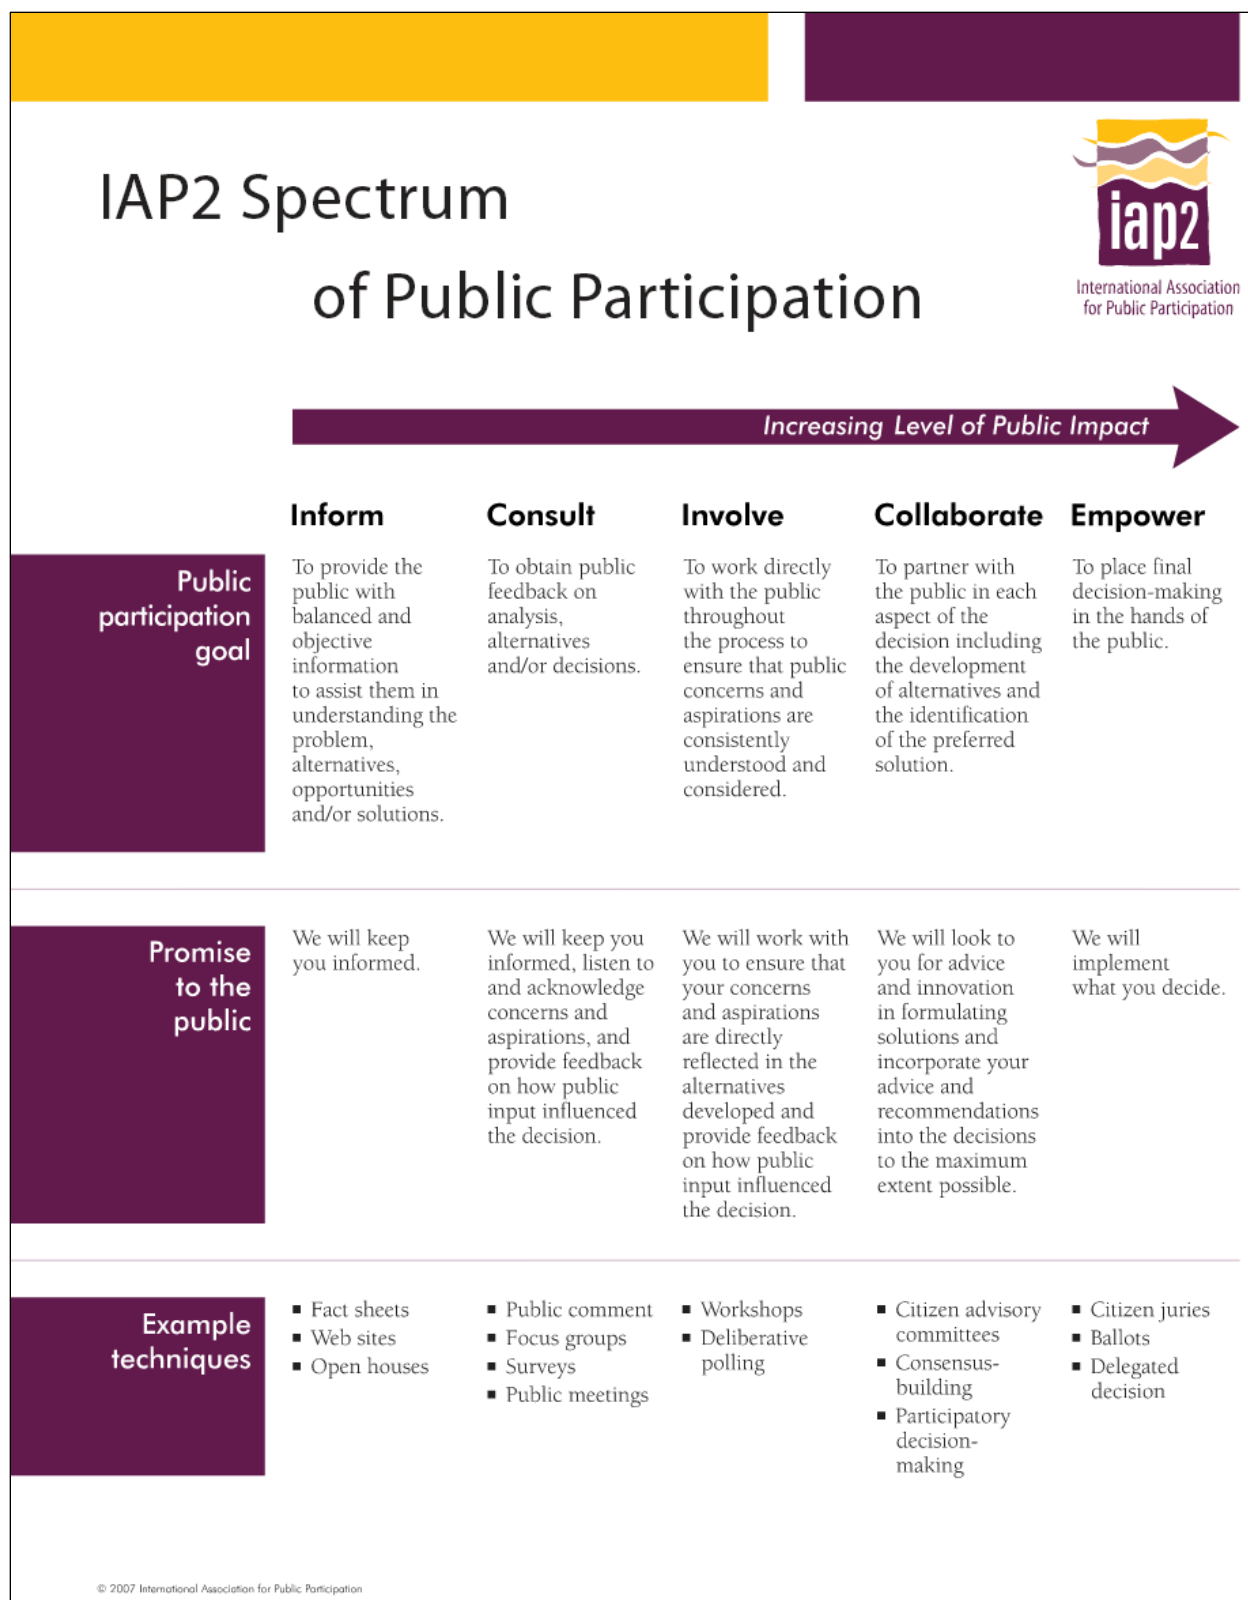 IAP2 Spectrum
of Public Participation
iap2
International Association
for Public Participation
Increasing Level of Public Impact
Inform
Consult
Involve
Collaborate
Empower
Public
participation
goal
To provide the
public with
balanced and
objective
information
to assist them in
understanding the
problem,
alternatives,
opportunities
and/or solutions.
To obtain public
feedback on
analysis,
alternatives
and/or decisions.
To work directly
with the public
throughout
the process to
ensure that public
concerns and
aspirations are
consistently
understood and
considered.
To partner with
the public in each
aspect of the
decision including
the development
of alternatives and
the identification
of the preferred
solution.
To place final
decision-making
in the hands of
the public.
Promise
to the
public
We will keep
you informed.
We will keep you
informed, listen to
and acknowledge
concerns and
aspirations, and
provide feedback
on how public
input influenced
the decision.
We will work with
you to ensure that
your concerns
and aspirations
are directly
reflected in the
alternatives
developed and
provide feedback
on how public
input influenced
the decision.
We will look to
you for advice
and innovation
in formulating
solutions and
incorporate your
advice and
recommendations
into the decisions
to the maximum
extent possible.
We will
implement
what you decide.
Example
techniques
▪ Fact sheets
▪ Web sites
▪ Open houses
▪ Public comment
▪ Focus groups
▪ Surveys
▪ Public meetings
▪ Workshops
▪ Deliberative
polling
▪ Citizen advisory
committees
▪ Consensus-
building
▪ Participatory
decision-
making
▪ Citizen juries
▪ Ballots
▪ Delegated
decision
© 2007 International Association for Public Participation